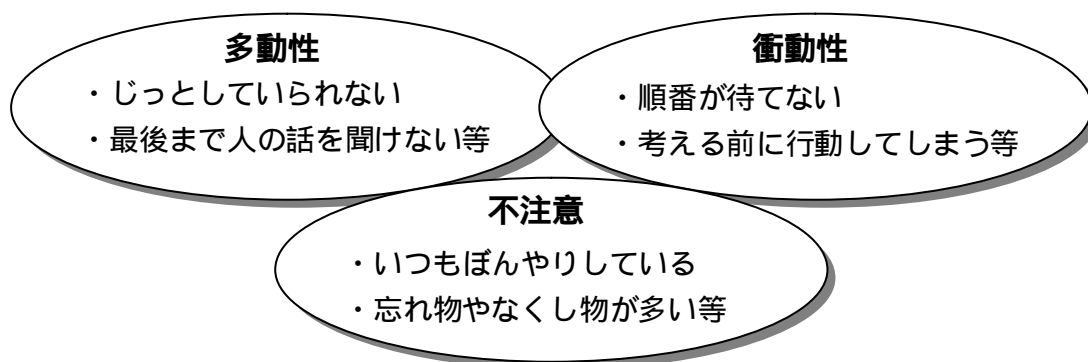 多動性
・じっとしていられない
・最後まで人の話を聞けない等
衝動性
・順番が待てない
・考える前に行動してしまう等
不注意
・いつもぼんやりしている
・忘れ物やなくし物が多い等